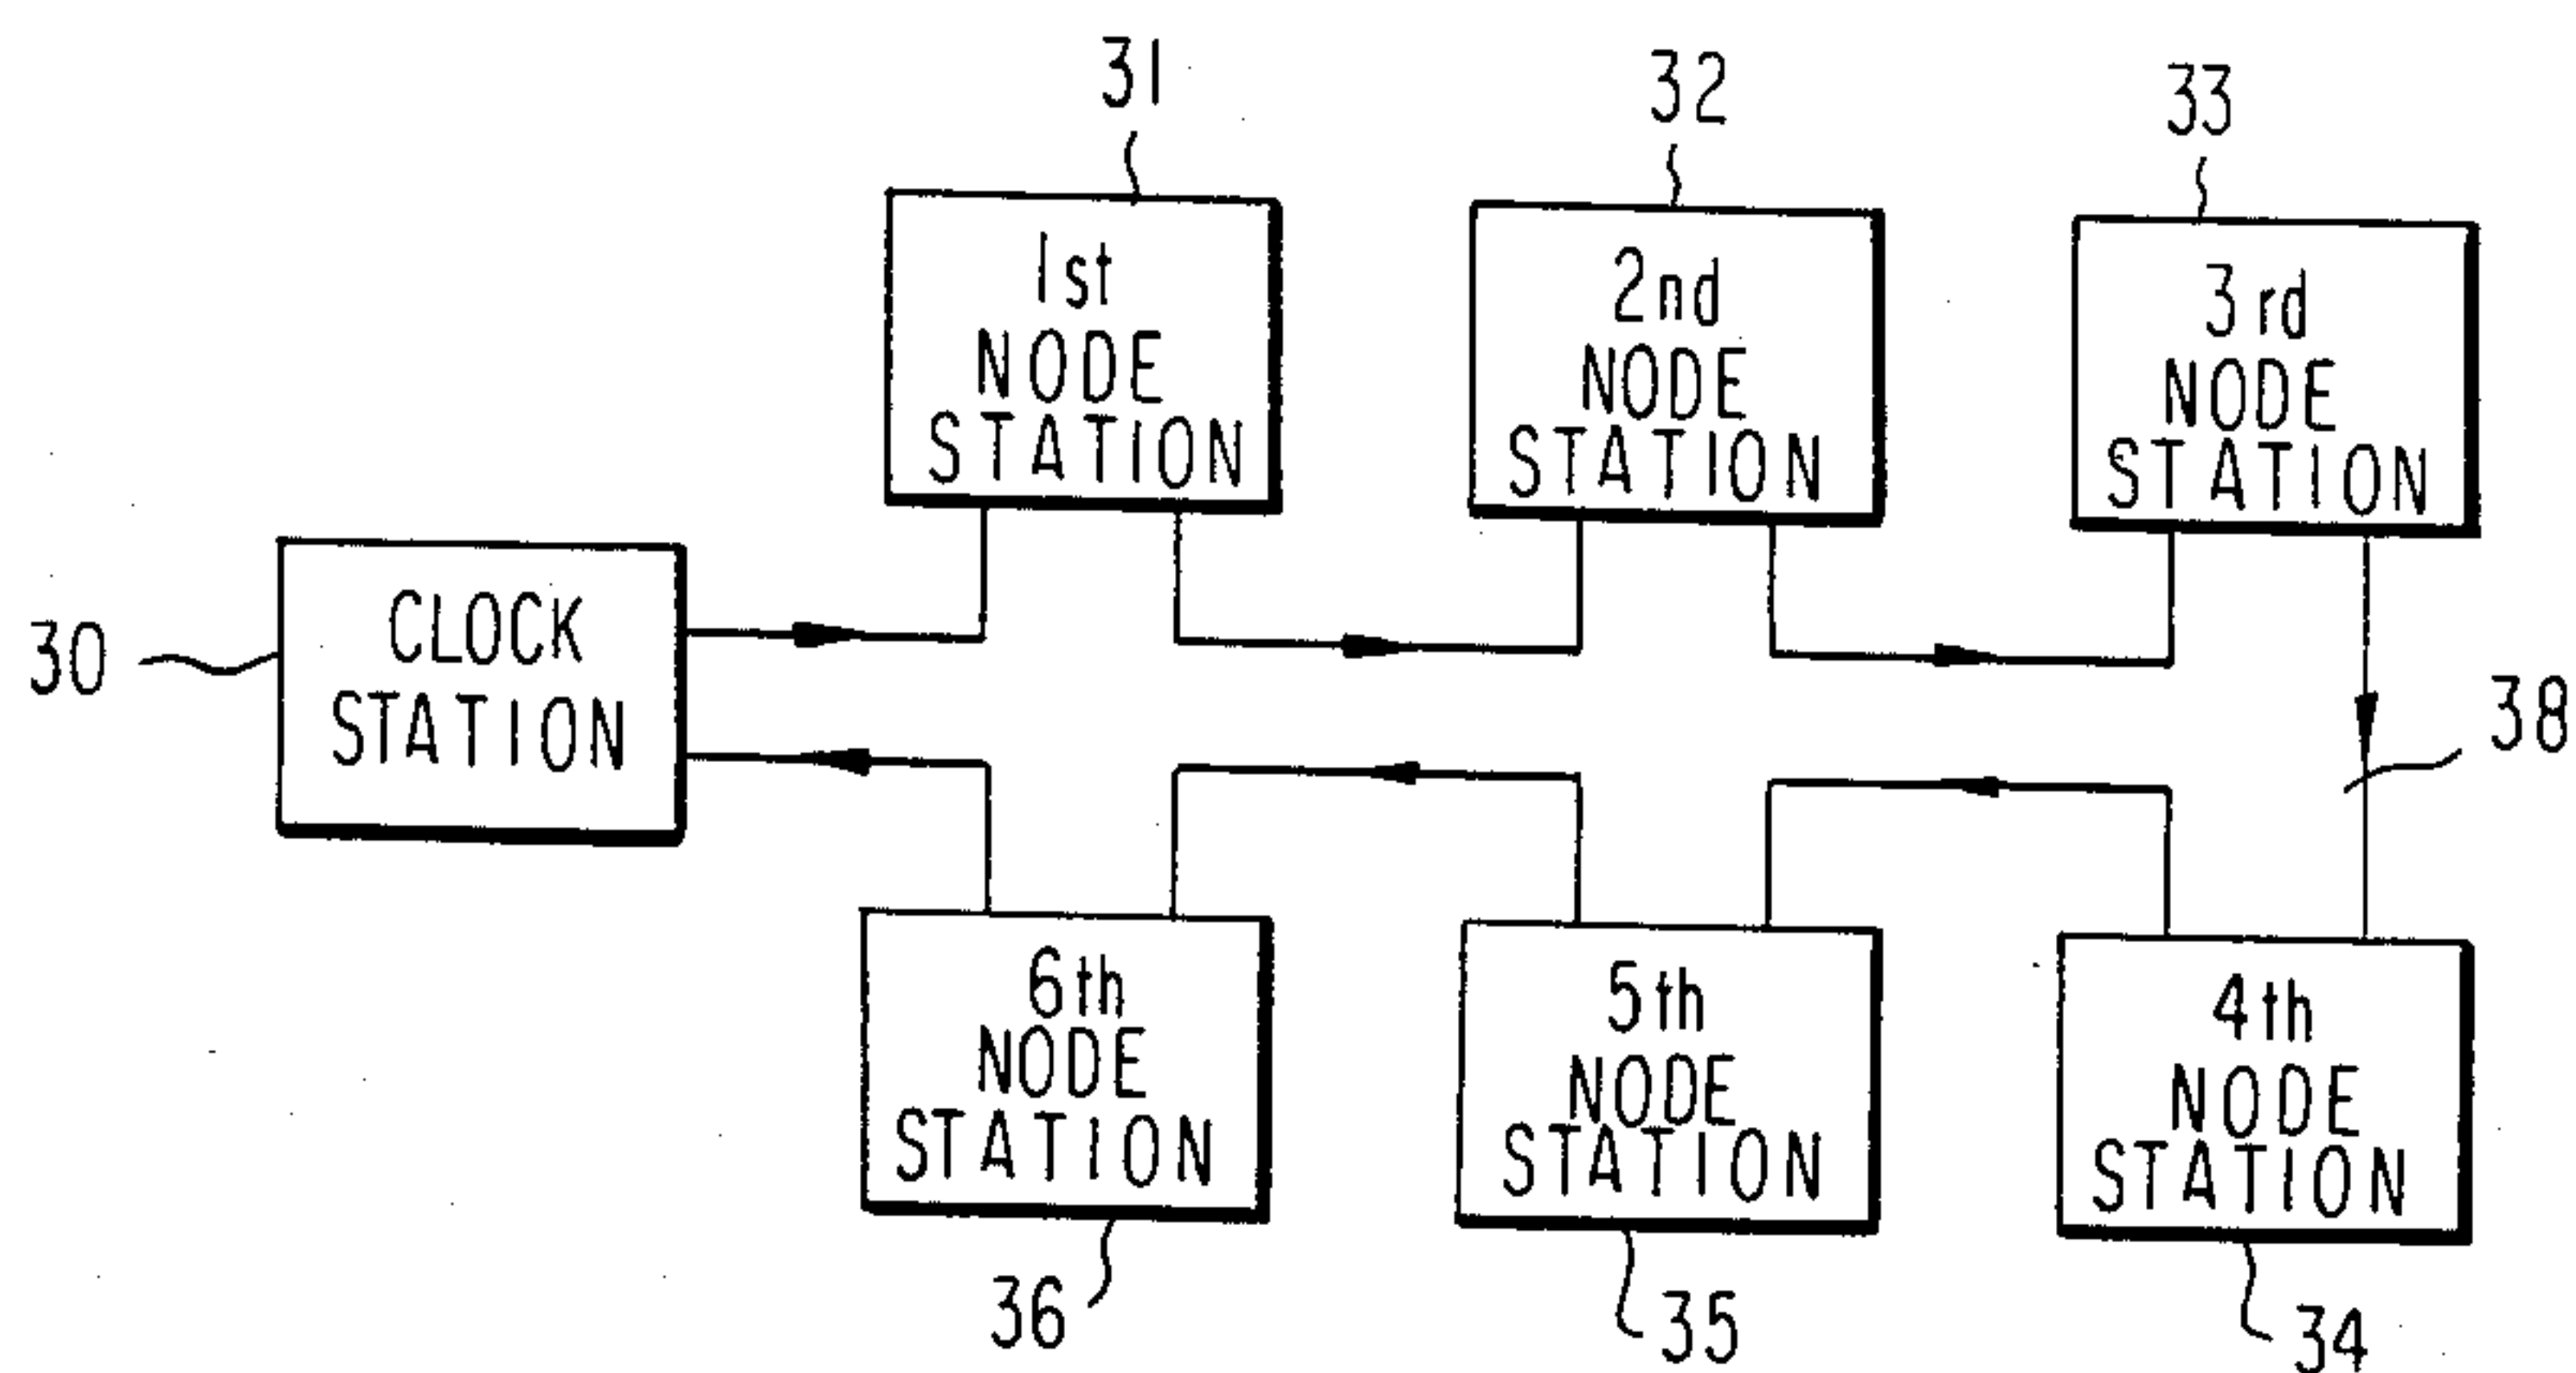 31
32
33
1st
NODE
STATION
2nd
NODE
STATION
3rd
NODE
STATION
30
CLOCK
STATION
38
6th
NODE
STATION
5th
NODE
STATION
4th
NODE
STATION
36
35
34